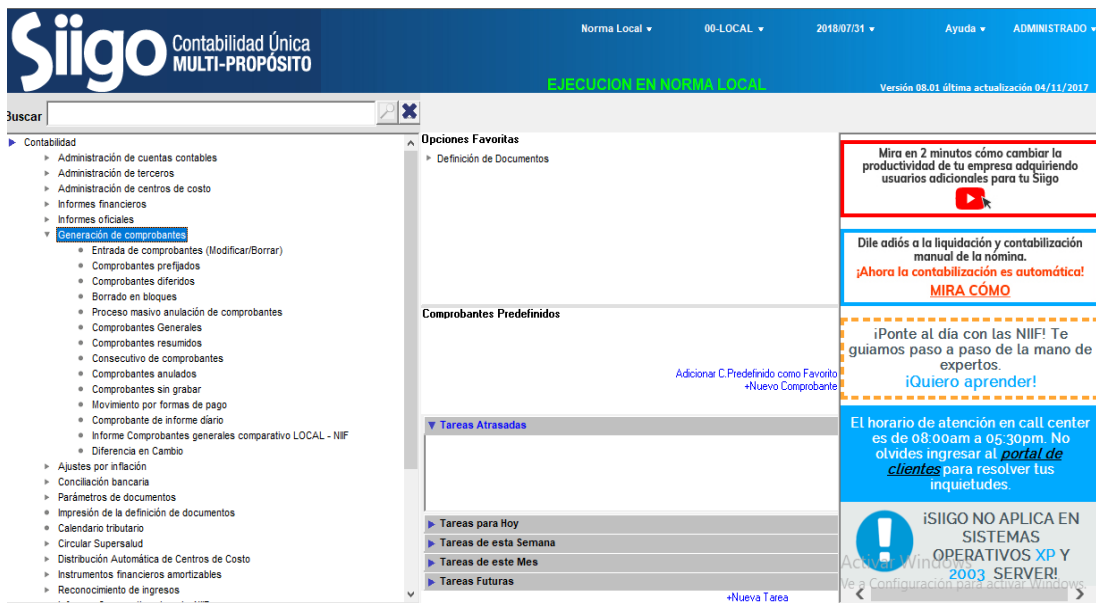 Siigo Contabilidad Única
MULTI-PROPÓSITO
Norma Local
00-LOCAL
2018/07/31
Ayuda
ADMINISTRADO
EJECUCION EN NORMA LOCAL
Versión 08.01 última actualización 04/11/2017
Buscar
Contabilidad
Administración de cuentas contables
Administración de terceros
Administración de centros de costo
Informes financieros
Informes oficiales
Generación de comprobantes
Entrada de comprobantes (Modificar/Borrar)
Comprobantes prefijados
Comprobantes diferidos
Borrado en bloques
Proceso masivo anulación de comprobantes
Comprobantes Generales
Comprobantes resumidos
Consecutivo de comprobantes
Comprobantes anulados
Comprobantes sin grabar
Movimiento por formas de pago
Comprobante de informe diario
Informe Comprobantes generales comparativo LOCAL - NIIF
Diferencia en Cambio
Ajustes por inflación
Conciliación bancaria
Parámetros de documentos
Impresión de la definición de documentos
Calendario tributario
Circular Supersalud
Distribución Automática de Centros de Costo
Instrumentos financieros amortizables
Reconocimiento de ingresos
Opciones Favoritas
Definición de Documentos
Comprobantes Predefinidos
Adicionar C.Predefinido como Favorito
+Nuevo Comprobante
Tareas Atrasadas
Tareas para Hoy
Tareas de esta Semana
Tareas de este Mes
Tareas Futuras
+Nueva Tarea
Mira en 2 minutos cómo cambiar la
productividad de tu empresa adquiriendo
usuarios adicionales para tu Siigo
Dile adiós a la liquidación y contabilización
manual de la nómina.
¡Ahora la contabilización es automática!
MIRA CÓMO
¡Ponte al día con las NIIF! Te
guiamos paso a paso de la mano de
expertos.
¡Quiero aprender!
El horario de atención en call center
es de 08:00am a 05:30pm. No
olvides ingresar al portal de
clientes para resolver tus
inquietudes.
¡SIIGO NO APLICA EN
SISTEMAS
OPERATIVOS XP Y
2003 SERVER!
Activar Windows
Ve a Configuración para activar Windows.